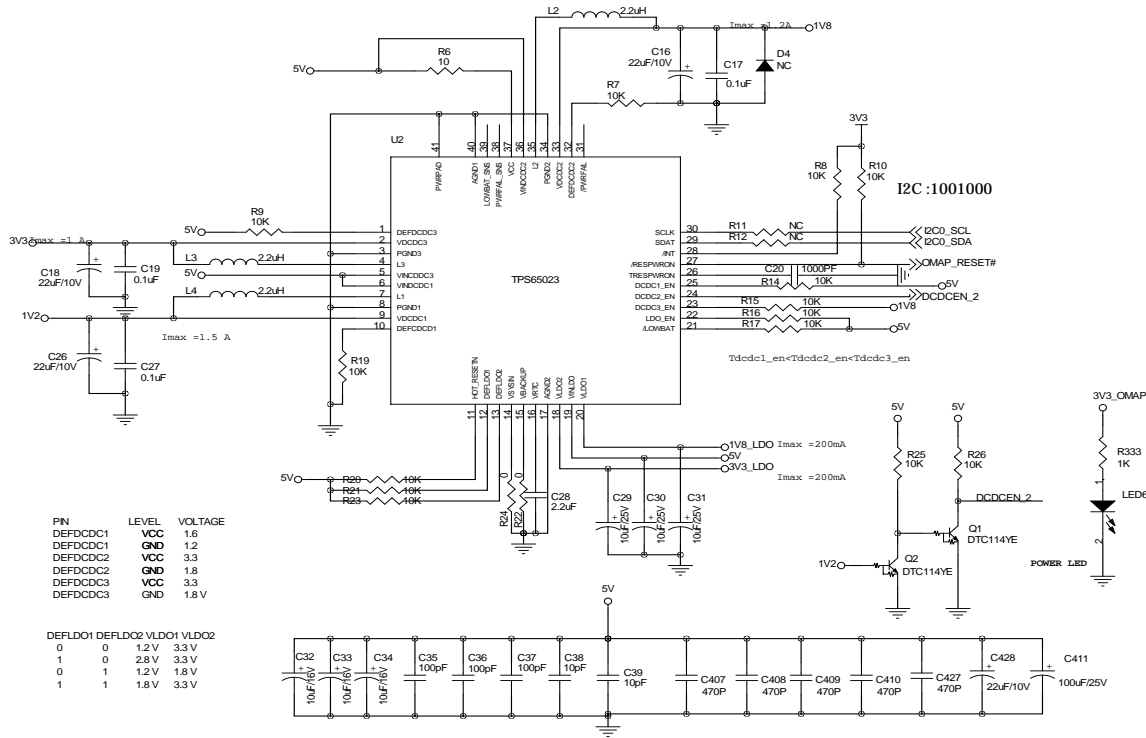 L2 2.2uH
Imax =1.2A
1V8
R6
10
5V
C16
22uF/10V
C17
0.1uF
D4
NC
R7
10K
3V3
U2
41 40 39 38 37 36 35 34 33 32 31
PWRPAD
AGND1
LOWBAT_SNS
PWRFAIL_SNS
VCC
VINDCDC2
L2
PGND2
VDCDC2
DEFDCDC2
/PWRFAIL
R8
10K
R10
10K
I2C :1001000
R9
10K
5V
3V3 Imax =1 A
C18
22uF/10V
C19
0.1uF
L3 2.2uH
5V
L4 2.2uH
1V2
Imax =1.5 A
C26
22uF/10V
C27
0.1uF
R19
10K
1 DEFDCDC3
2 VDCDC3
3 PGND3
4 L3
5 VINCDDC3
6 VINDCDC1
7 L1
8 PGND1
9 VDCDC1
10 DEFDCD1
TPS65023
SCLK 30
SDAT 29
/INT 28
/RESPWRON 27
TRESPWRON 26
DCDC1_EN 25
DCDC2_EN 24
DCDC3_EN 23
LDO_EN 22
/LOWBAT 21
R11 NC
R12 NC
I2C0_SCL
I2C0_SDA
OMAP_RESET#
C20 1000PF
R14 10K
5V
DCDCEN_2
R15 10K
1V8
R16 10K
R17 10K
5V
Tdcdc1_en<Tdcdc2_en<Tdcdc3_en
HOT_RESETN
DEFLDO1
DEFLDO2
VSYSIN
VBACKUP
VRTC
AGND2
VLDO2
VINLDO
VLDO1
11 12 13 14 15 16 17 18 19 20
5V
R20 10K
R21 10K
R23 10K
R24 0
R22 0
C28
2.2uF
1V8_LDO Imax =200mA
5V
3V3_LDO
Imax =200mA
C29
10uF/25V
C30
10uF/25V
C31
10uF/25V
5V
R25
10K
5V
R26
10K
DCDCEN_2
Q1
DTC114YE
1V2
Q2
DTC114YE
3V3_OMAP
R333
1K
1
LED6
2
POWER LED
PIN LEVEL VOLTAGE
DEFDCDC1 VCC 1.6
DEFDCDC1 GND 1.2
DEFDCDC2 VCC 3.3
DEFDCDC2 GND 1.8
DEFDCDC3 VCC 3.3
DEFDCDC3 GND 1.8 V
DEFLDO1 DEFLDO2 VLDO1 VLDO2
0 0 1.2 V 3.3 V
1 0 2.8 V 3.3 V
0 1 1.2 V 1.8 V
1 1 1.8 V 3.3 V
5V
C32
10uF/16V
C33
10uF/16V
C34
10uF/16V
C35
100pF
C36
100pF
C37
100pF
C38
10pF
C39
10pF
C407
470P
C408
470P
C409
470P
C410
470P
C427
470P
C428
22uF/10V
C411
100uF/25V